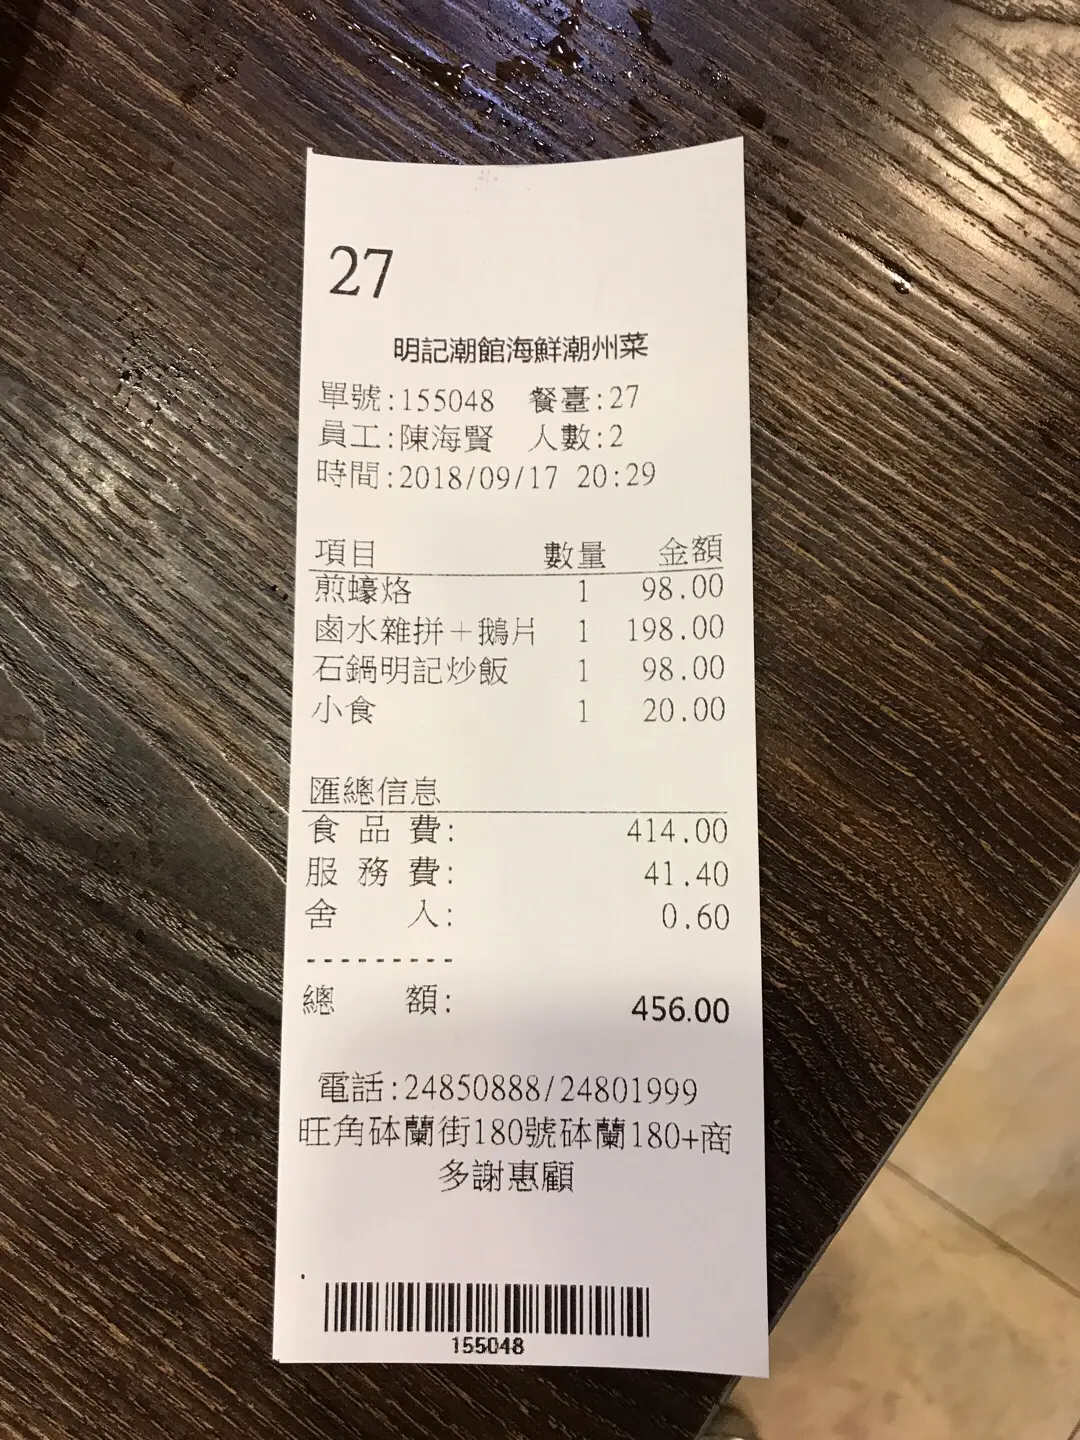 27
明記潮館海鮮潮州菜
單號:155048 餐臺:27
員工:陳海賢 人數:2
時間:2018/09/17 20:29
項目 數量 金額
煎蠔烙 1 98.00
鹵水雜拼+鵝片 1 198.00
石鍋明記炒飯 1 98.00
小食 1 20.00
匯總信息
食品費: 414.00
服務費: 41.40
舍入: 0.60
---------
總額: 456.00
電話:24850888/24801999
旺角砵蘭街180號砵蘭180+商
多謝惠顧
155048